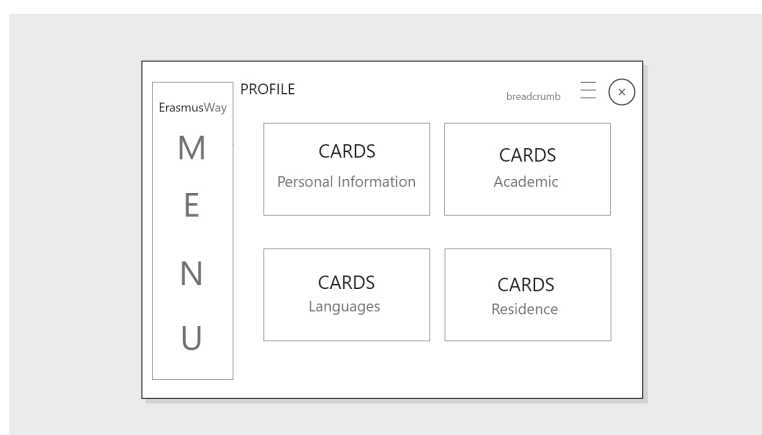 ErasmusWay
M
E
N
U
PROFILE
breadcrumb
×
CARDS
Personal Information
CARDS
Academic
CARDS
Languages
CARDS
Residence